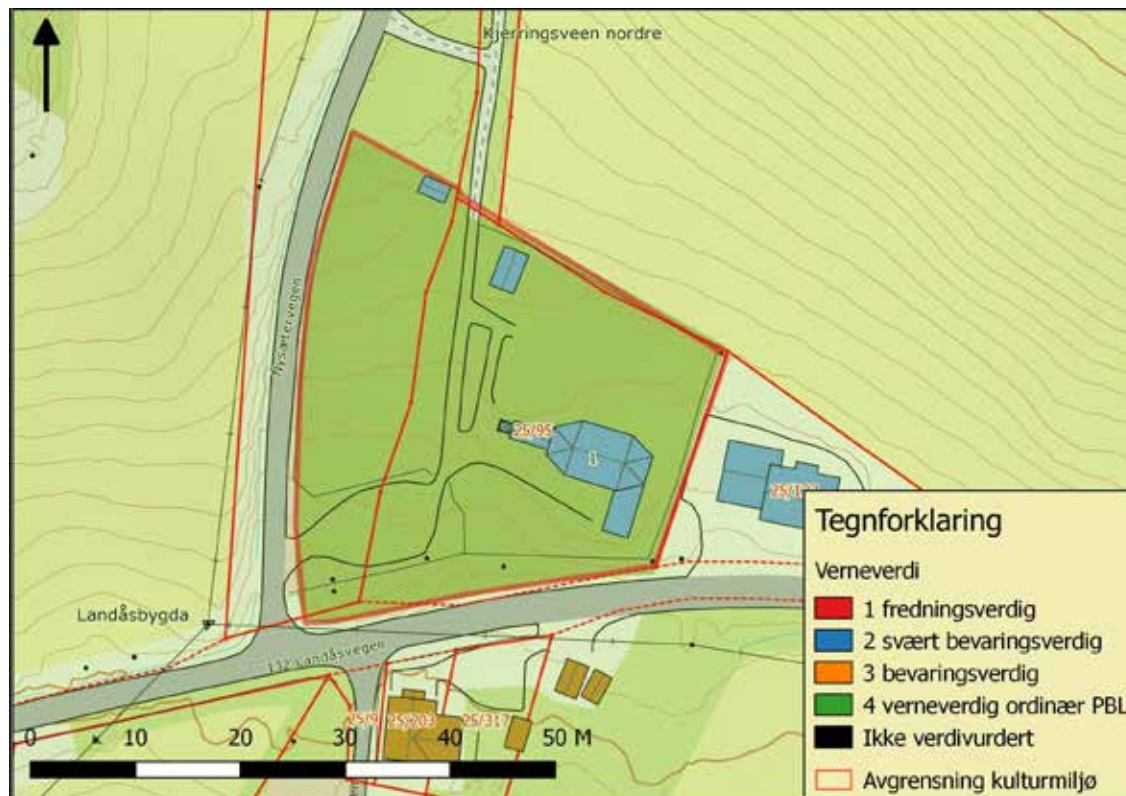 Kjerringsveen nordre
Nysætervegen
25/95
1
Landåsbygda
132 Landåsvegen
25/9
25/203
25/317
0 10 20 30 40 50 M
Tegnforklaring
Verneverdi
1 fredningsverdig
2 svært bevaringsverdig
3 bevaringsverdig
4 verneverdig ordinær PBL
Ikke verdivurdert
Avgrensning kulturmiljø